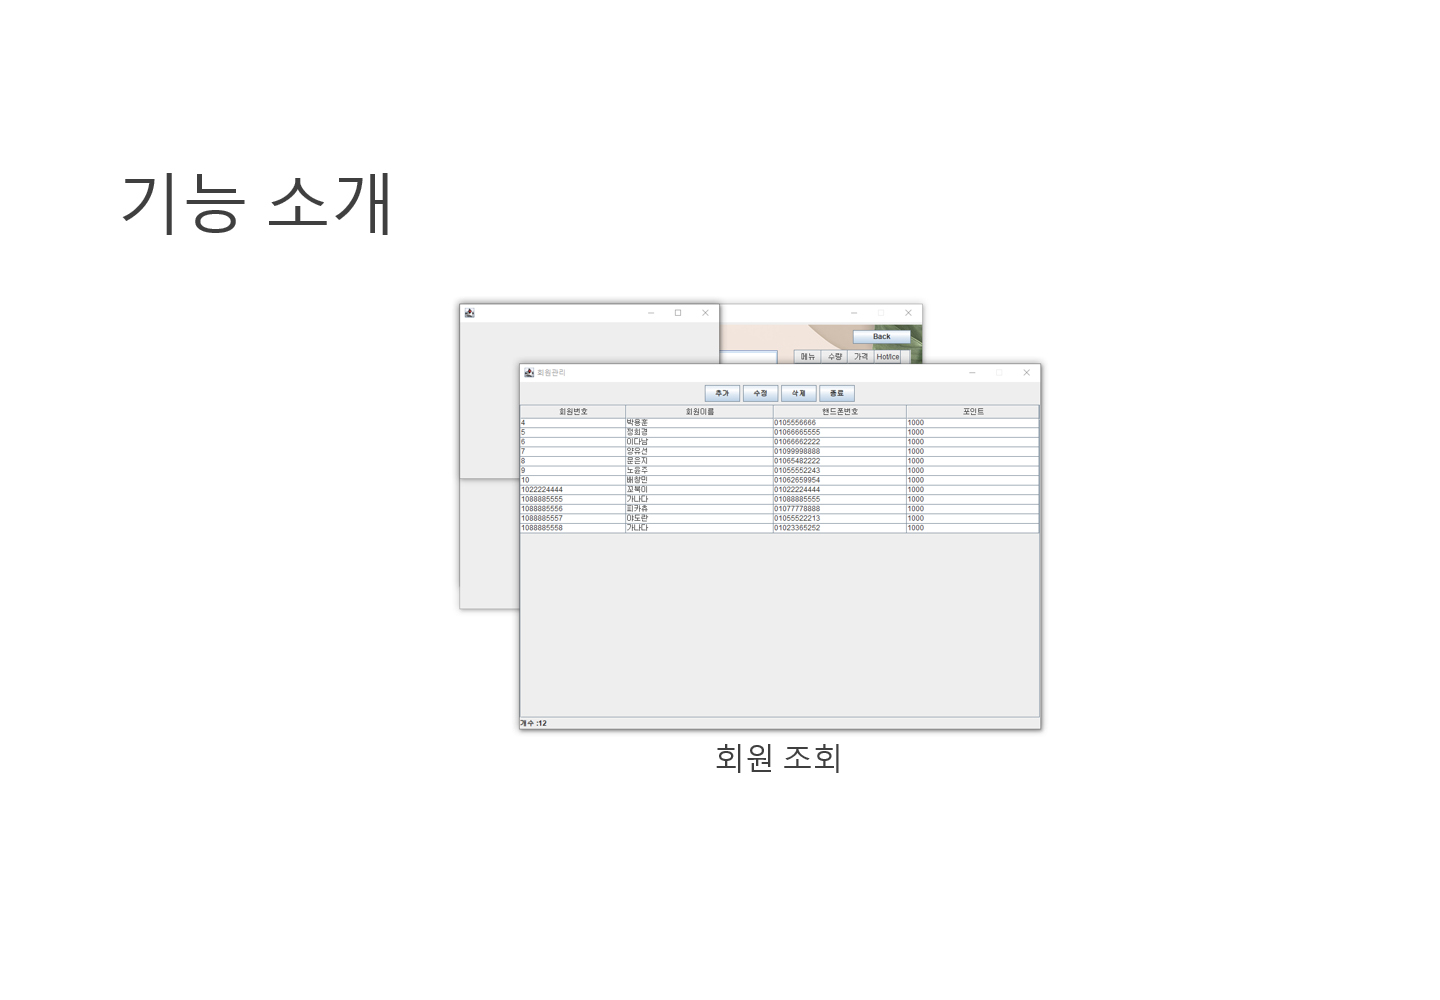 기능 소개
Back
메뉴 수량 가격 Hot/Ice
회원관리
추가 수정 삭제 종료
회원번호 회원이름 핸드폰번호 포인트
4 박용훈 0105556666 1000
5 정희경 01066665555 1000
6 이다남 01066662222 1000
7 양유선 01099998888 1000
8 문은지 01065482222 1000
9 노윤주 01055552243 1000
10 배창민 01062659954 1000
1022224444 꼬북이 01022224444 1000
1088885555 가나다 01088885555 1000
1088885556 피카츄 01077778888 1000
1088885557 야도란 01055522213 1000
1088885558 가나다 01023365252 1000
개수 :12
회원 조회